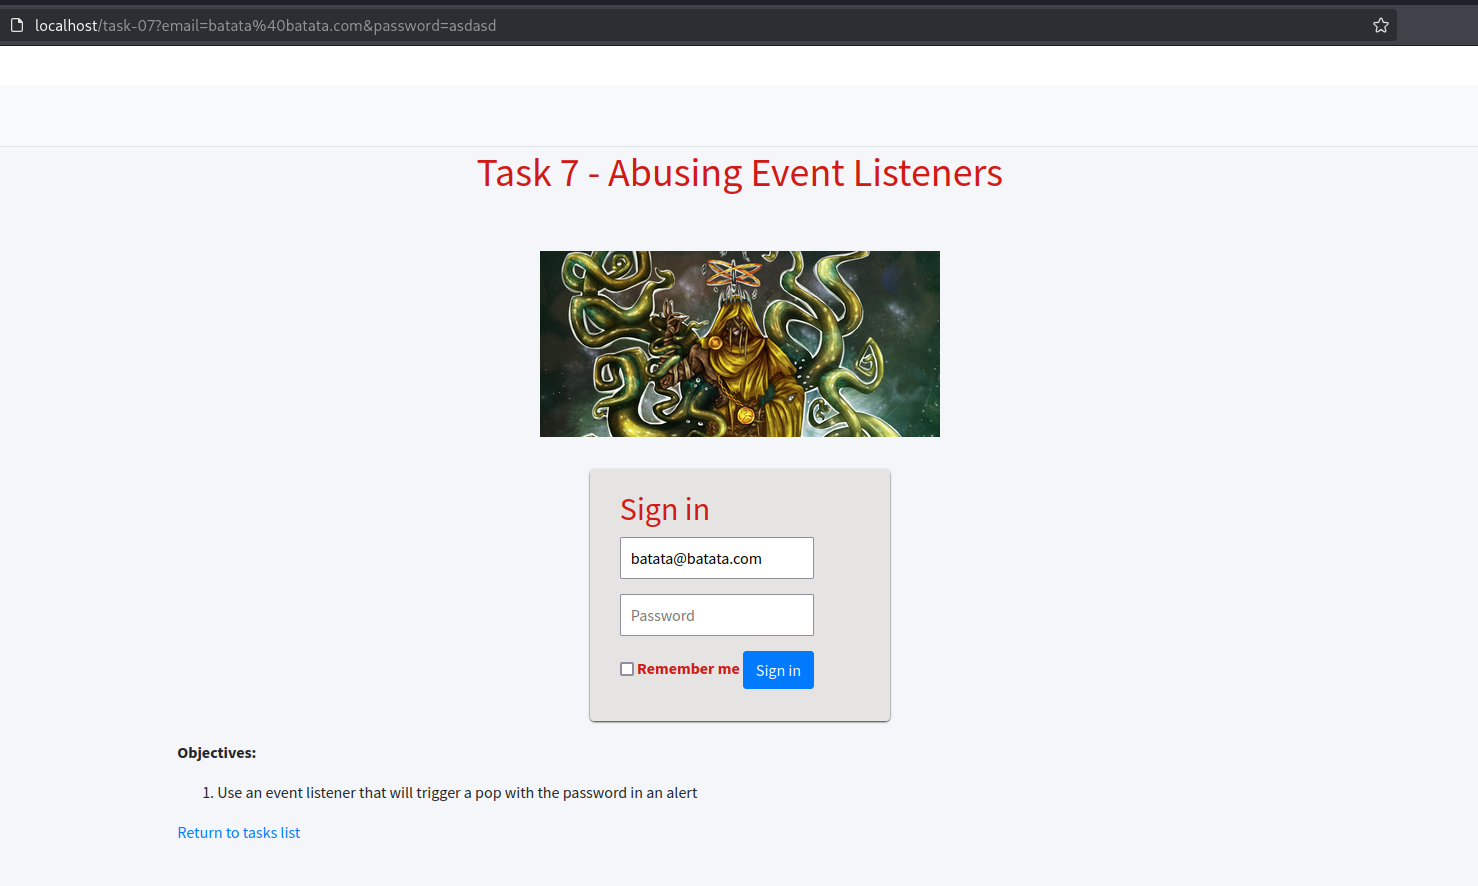 localhost/task-07?email=batata%40batata.com&password=asdasd
Task 7 - Abusing Event Listeners
Sign in
batata@batata.com
Password
Remember me Sign in
Objectives:
1. Use an event listener that will trigger a pop with the password in an alert
Return to tasks list